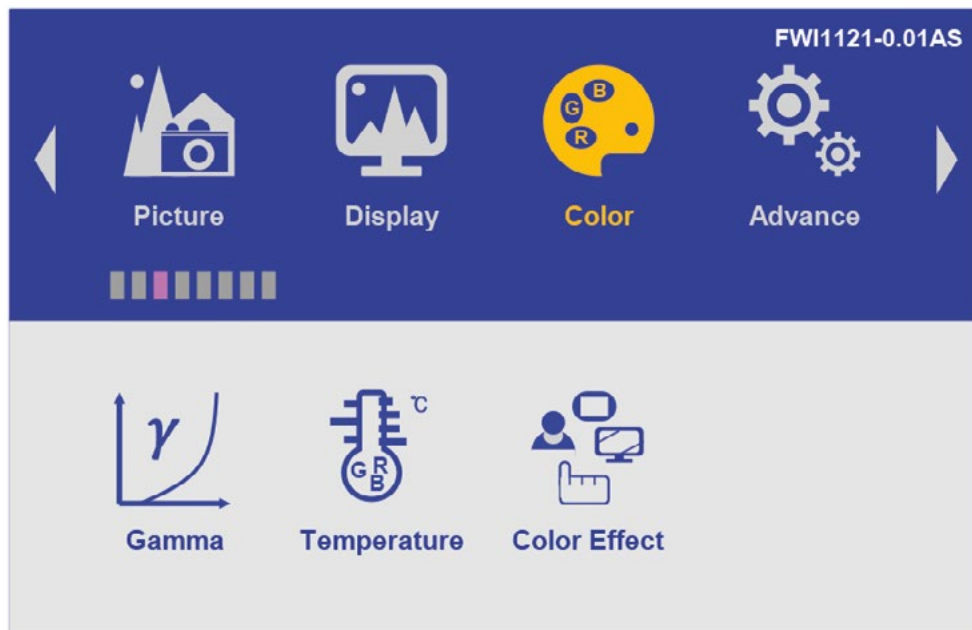 FWI1121-0.01AS
B
G
R
Picture Display Color Advance
γ
°C
G R
B
Gamma Temperature Color Effect